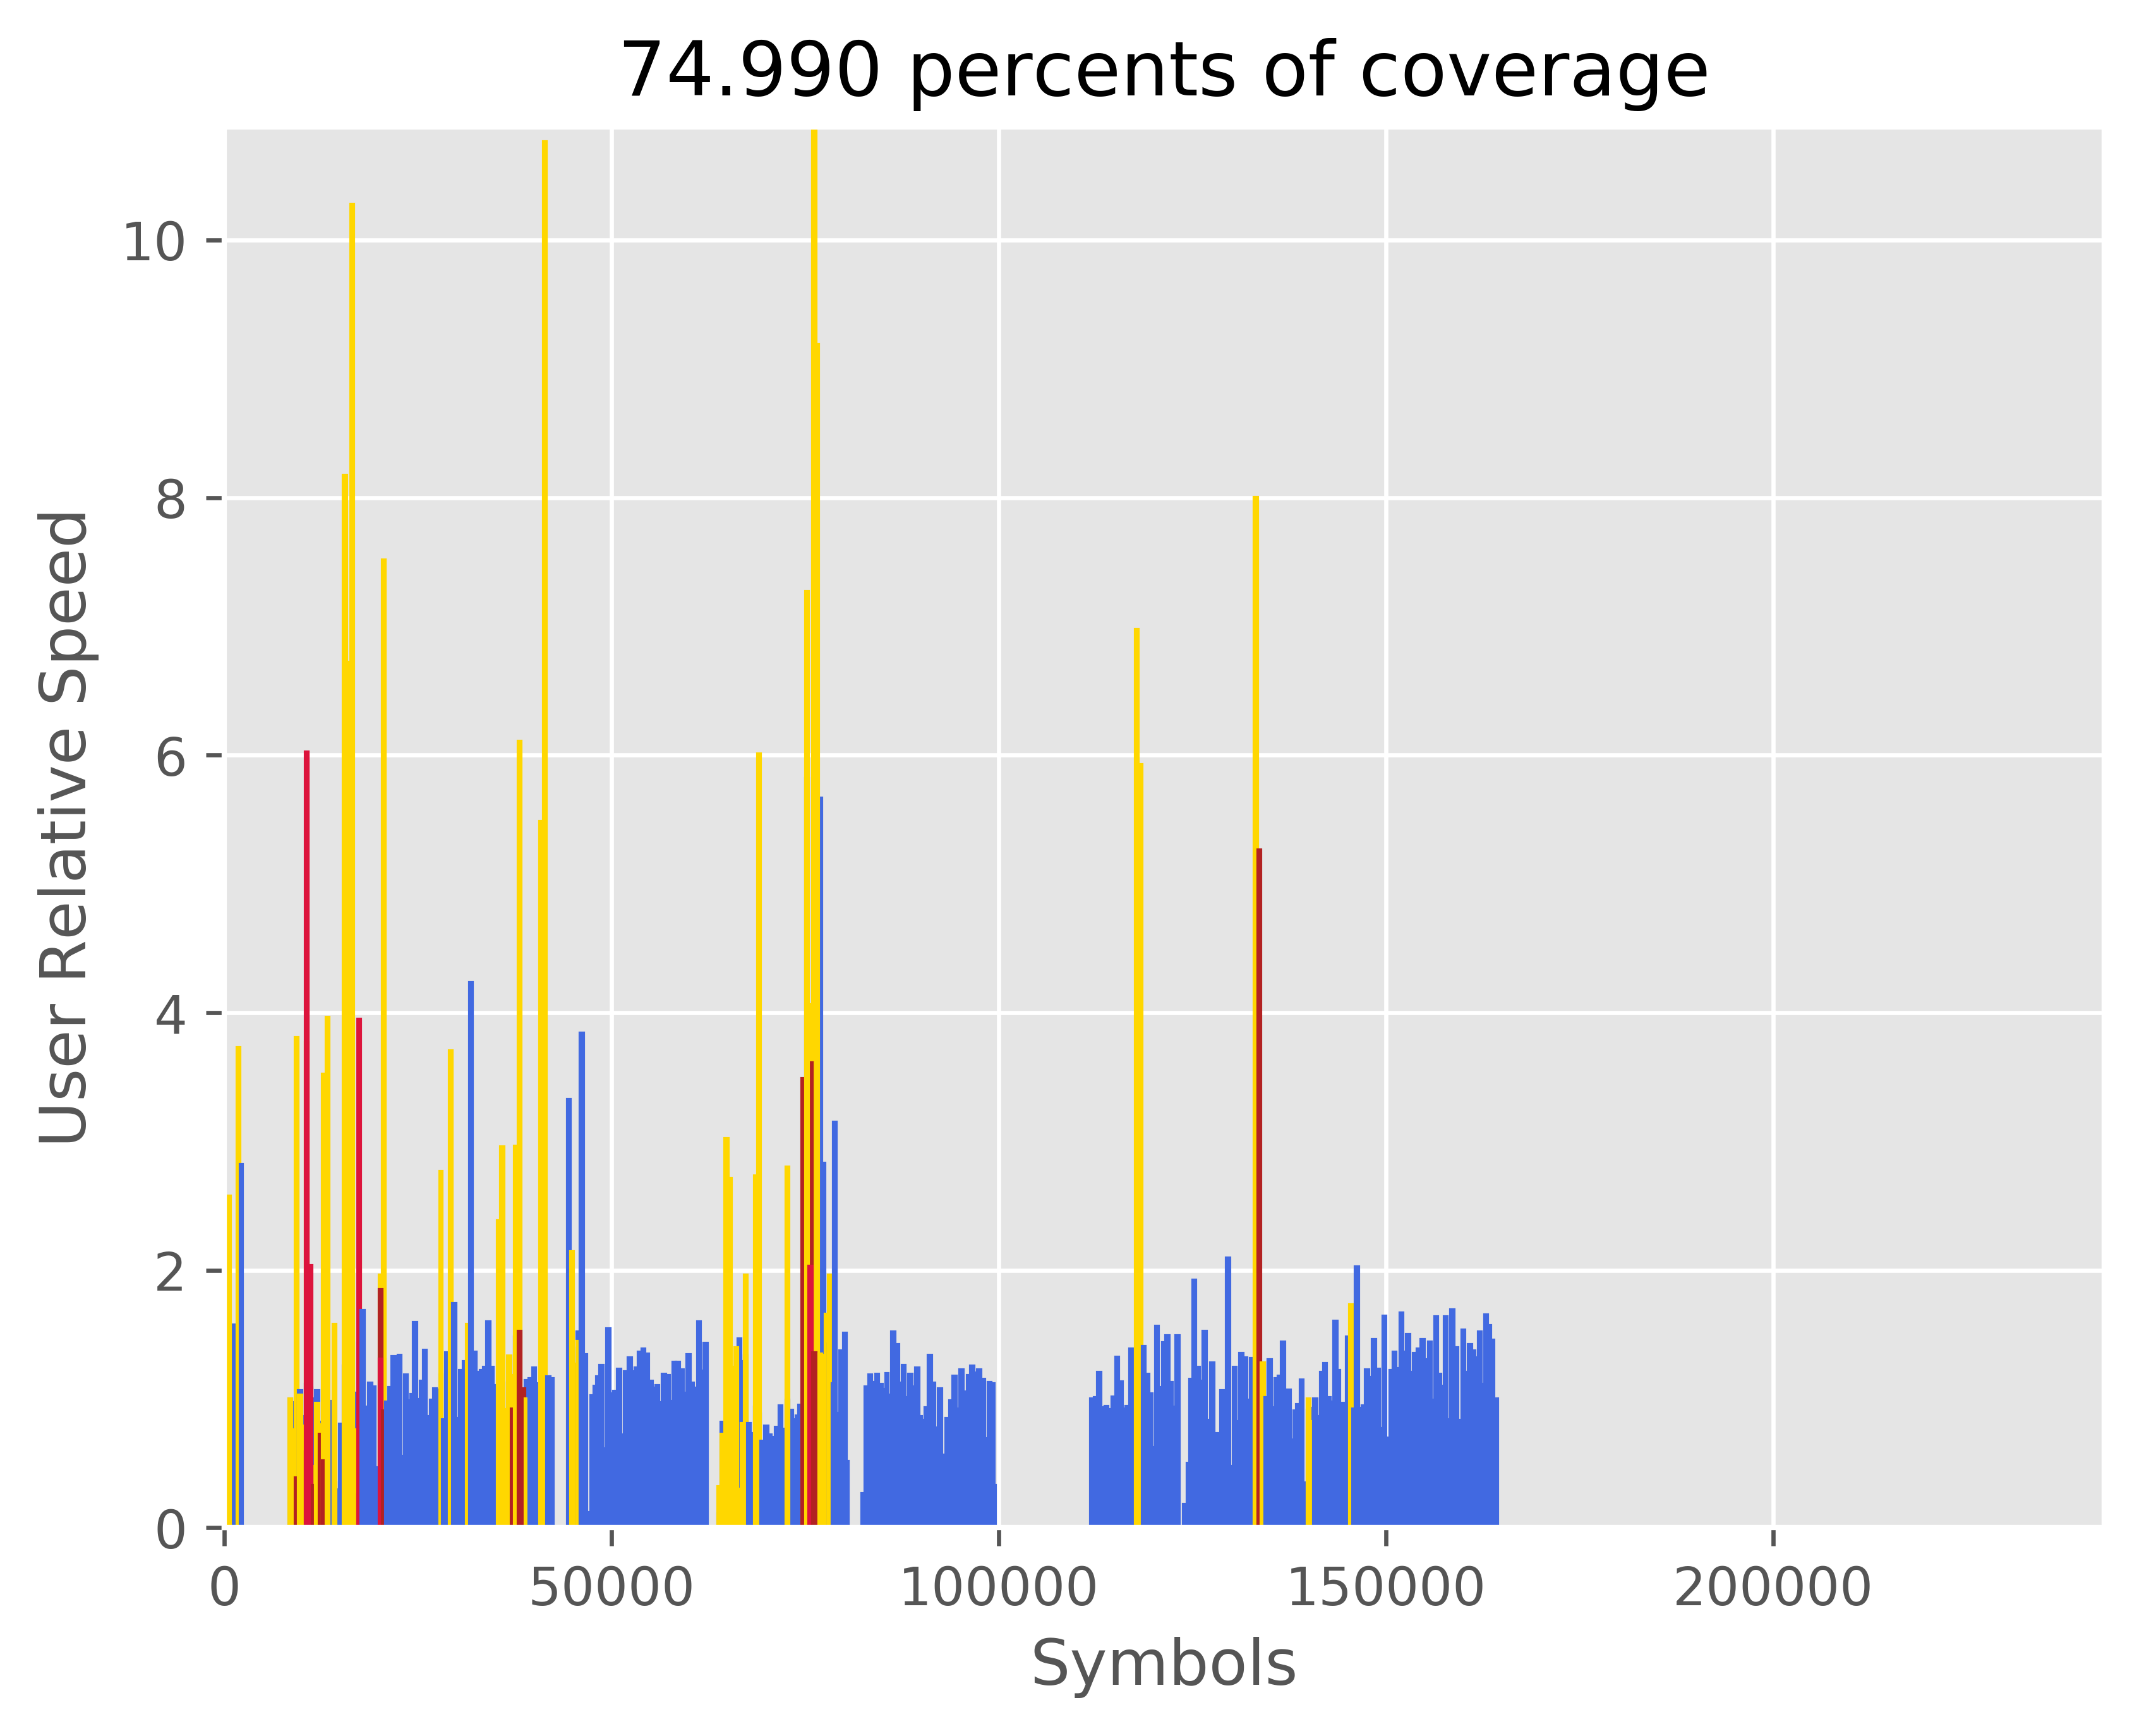 74.990 percents of coverage
10
8
6
4
2
0
User Relative Speed
0 50000 100000 150000 200000
Symbols